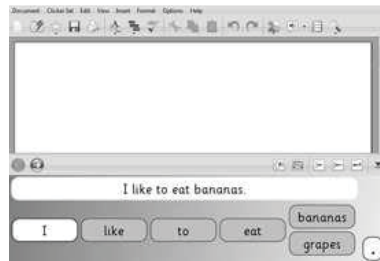 Document Clicker Set Edit View Insert Format Options Help
I like to eat bananas.
I like to eat bananas
grapes .